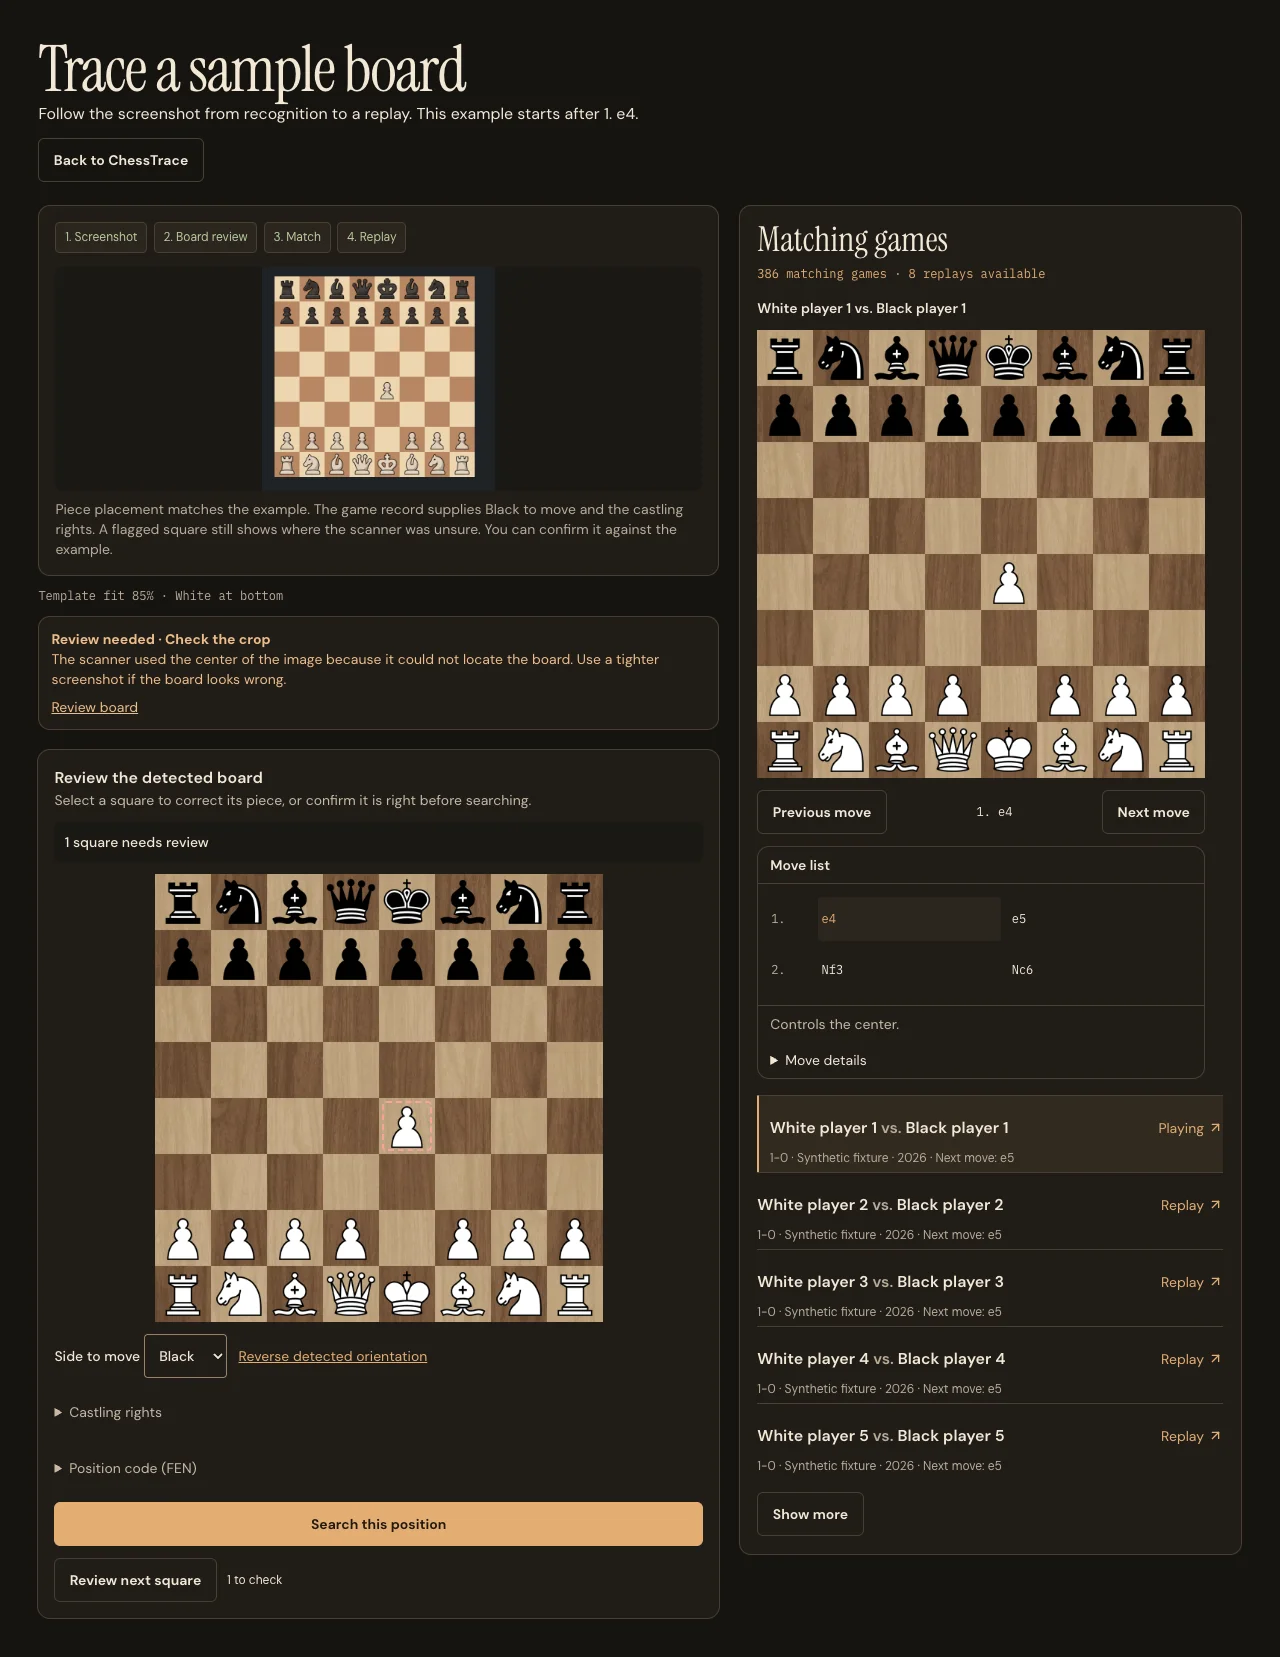 Trace a sample board
Follow the screenshot from recognition to a replay. This example starts after 1. e4.
Back to ChessTrace
1. Screenshot
2. Board review
3. Match
4. Replay
Piece placement matches the example. The game record supplies Black to move and the castling
rights. A flagged square still shows where the scanner was unsure. You can confirm it against the
example.
Template fit 85% · White at bottom
Review needed · Check the crop
The scanner used the center of the image because it could not locate the board. Use a tighter
screenshot if the board looks wrong.
Review board
Review the detected board
Select a square to correct its piece, or confirm it is right before searching.
1 square needs review
Side to move
Black
Reverse detected orientation
▶ Castling rights
▶ Position code (FEN)
Search this position
Review next square
1 to check
Matching games
386 matching games · 8 replays available
White player 1 vs. Black player 1
Previous move
1. e4
Next move
Move list
1. e4 e5
2. Nf3 Nc6
Controls the center.
▶ Move details
White player 1 vs. Black player 1
Playing ↗
1-0 · Synthetic fixture · 2026 · Next move: e5
White player 2 vs. Black player 2
Replay ↗
1-0 · Synthetic fixture · 2026 · Next move: e5
White player 3 vs. Black player 3
Replay ↗
1-0 · Synthetic fixture · 2026 · Next move: e5
White player 4 vs. Black player 4
Replay ↗
1-0 · Synthetic fixture · 2026 · Next move: e5
White player 5 vs. Black player 5
Replay ↗
1-0 · Synthetic fixture · 2026 · Next move: e5
Show more